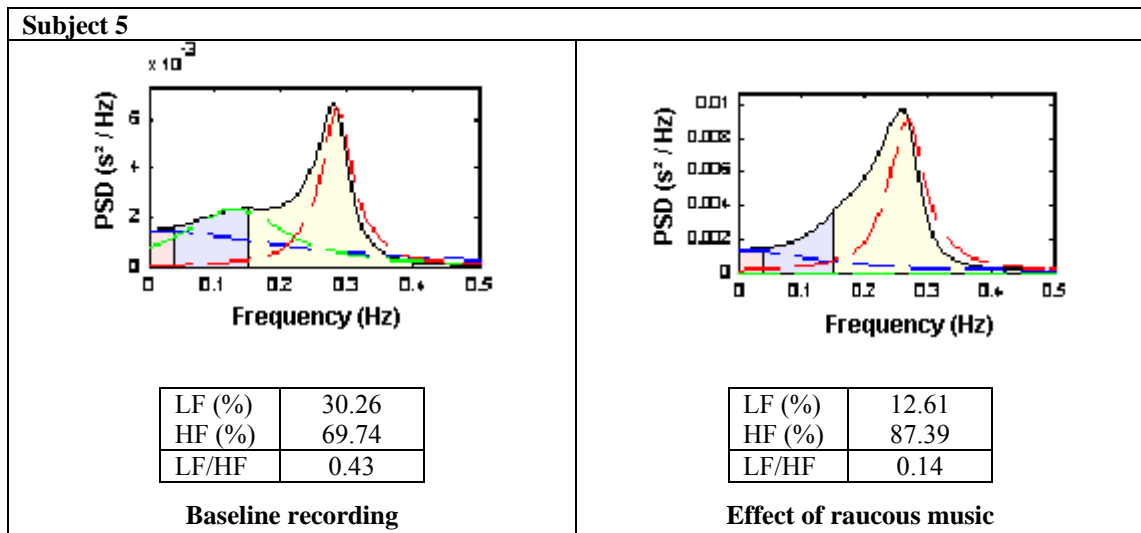 Subject 5
x 10⁻³
PSD (s² / Hz)
6
4
2
0
0 0.1 0.2 0.3 0.4 0.5
Frequency (Hz)
LF (%) 30.26
HF (%) 69.74
LF/HF 0.43
Baseline recording
PSD (s² / Hz)
0.01
0.008
0.006
0.004
0.002
0
0 0.1 0.2 0.3 0.4 0.5
Frequency (Hz)
LF (%) 12.61
HF (%) 87.39
LF/HF 0.14
Effect of raucous music